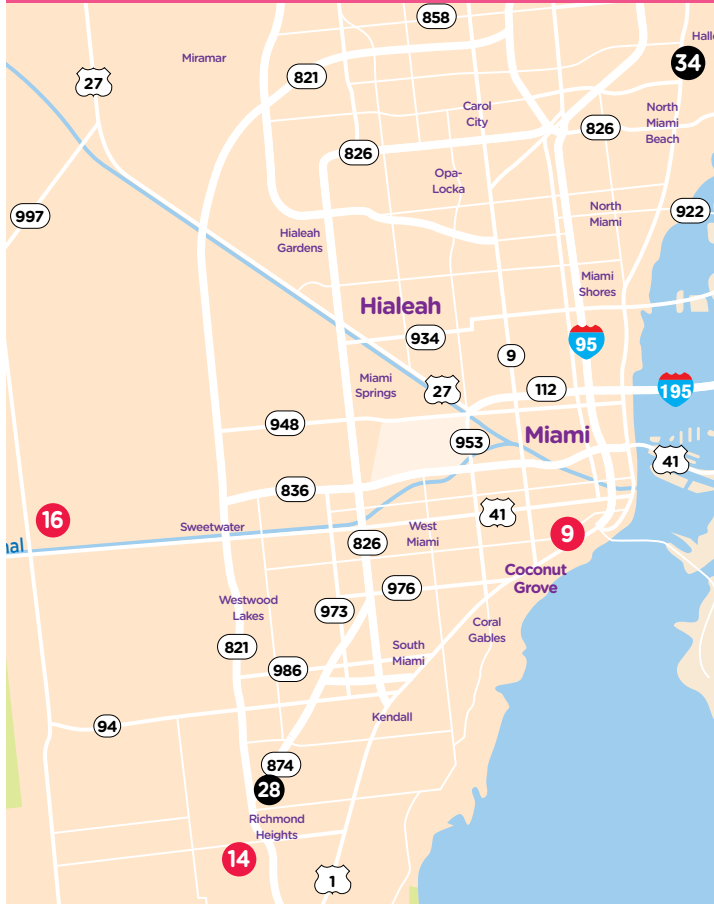 858
Halle
Miramar
34
821
27
Carol
City
North
Miami
Beach
826
826
Opa-
Locka
997
North
Miami
922
Hialeah
Gardens
Miami
Shores
Hialeah
934
95
9
Miami
Springs
27
112
195
948
Miami
953
41
836
16
41
9
Sweetwater
West
Miami
826
nal
Coconut
Grove
976
Westwood
Lakes
973
Coral
Gables
821
South
Miami
986
Kendall
94
874
28
Richmond
Heights
14
1